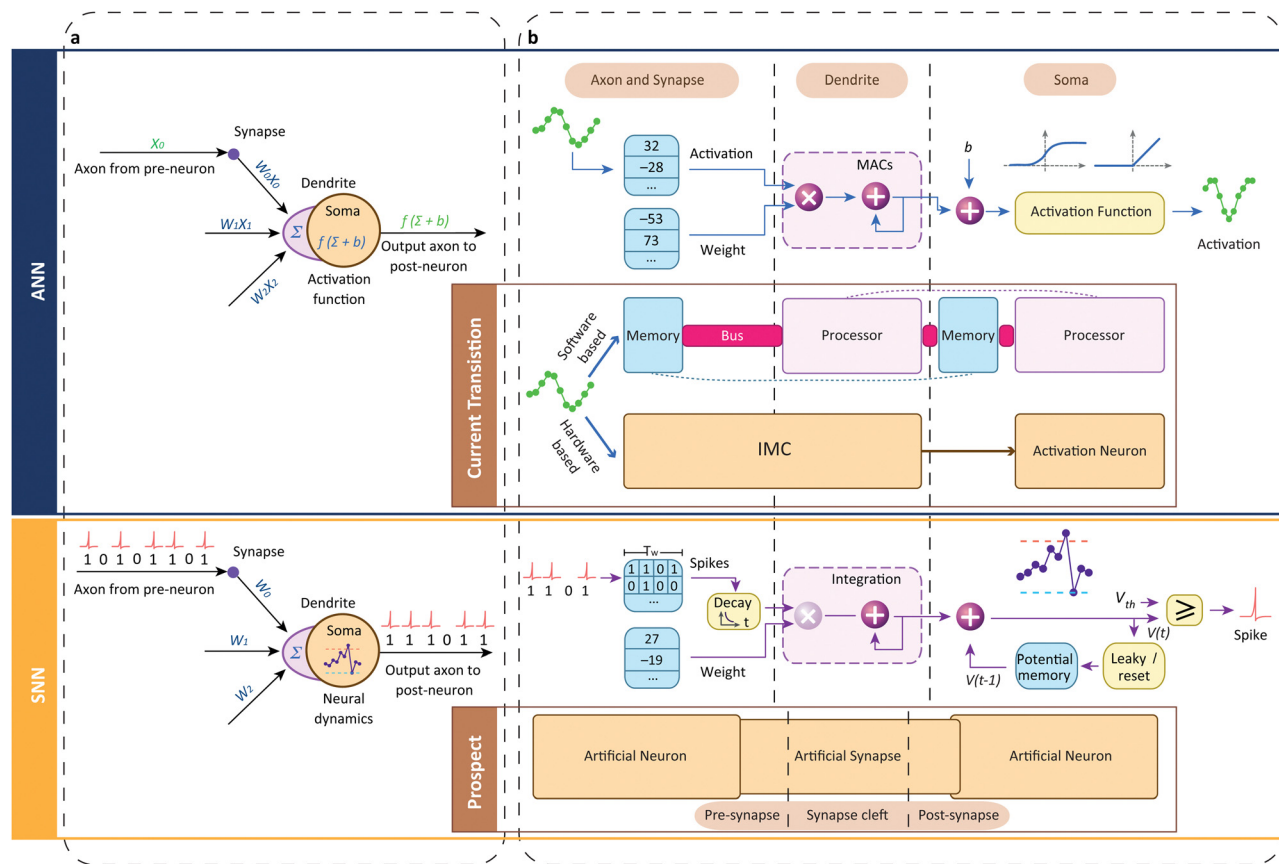 a
b
ANN
X₀
Axon from pre-neuron
Synapse
W₀X₀
Dendrite
W₁X₁
Σ
Soma
f (Σ + b)
f (Σ + b)
Output axon to
post-neuron
W₂X₂
Activation
function
Axon and Synapse
Dendrite
Soma
32
−28
...
Activation
−53
73
...
Weight
MACs
×
+
b
+
Activation Function
Activation
Current Transistion
Software
based
Hardware
based
Memory
Bus
Processor
Memory
Processor
IMC
Activation Neuron
SNN
1 0 1 0 1 1 0 1
Axon from pre-neuron
Synapse
W₀
Dendrite
W₁
Σ
Soma
1 1 1 0 1 1
Output axon to
post-neuron
W₂
Neural
dynamics
1 1 0 1
Tw
1 1 0 1
0 1 0 0
...
Spikes
Decay
t
27
−19
...
Weight
Integration
×
+
+
Vth
≥
V(t)
Spike
V(t-1)
Potential
memory
Leaky /
reset
Prospect
Artificial Neuron
Artificial Synapse
Artificial Neuron
Pre-synapse
Synapse cleft
Post-synapse